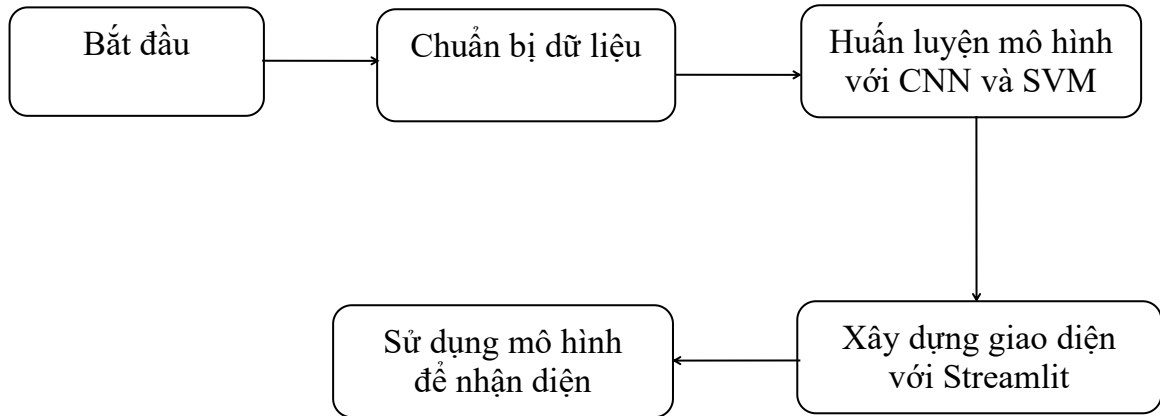 Bắt đầu
Chuẩn bị dữ liệu
Huấn luyện mô hình
với CNN và SVM
Xây dựng giao diện
với Streamlit
Sử dụng mô hình
để nhận diện